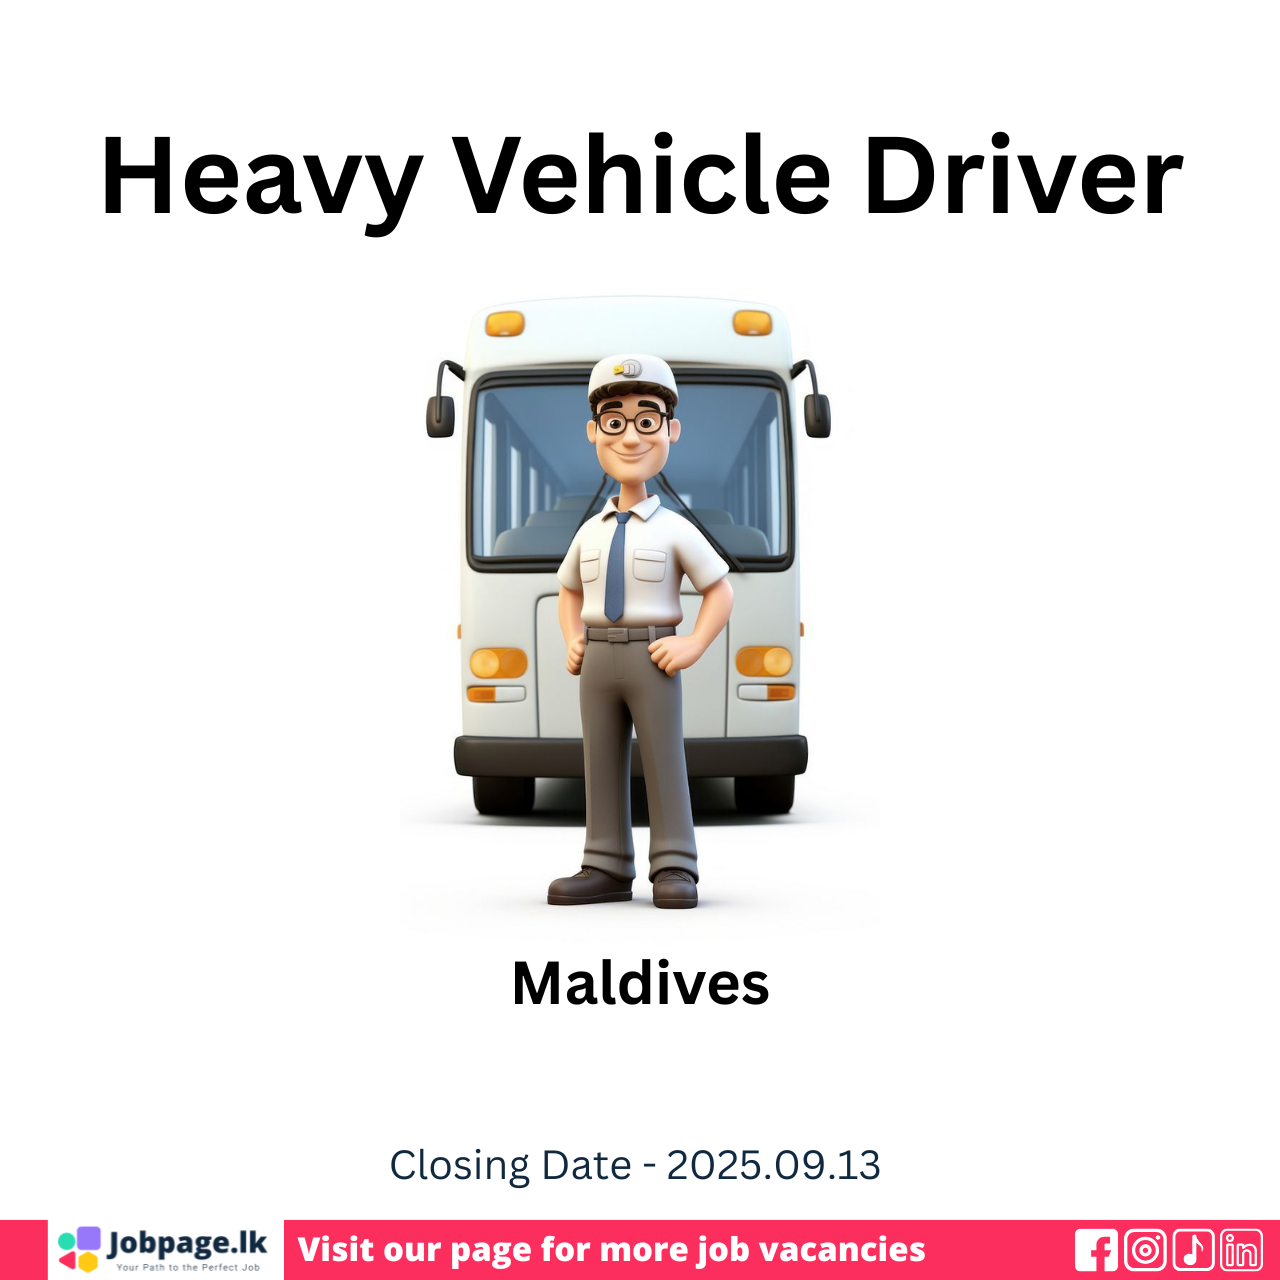 Heavy Vehicle Driver
Maldives
Closing Date - 2025.09.13
Jobpage.lk
Your Path to the Perfect Job
Visit our page for more job vacancies